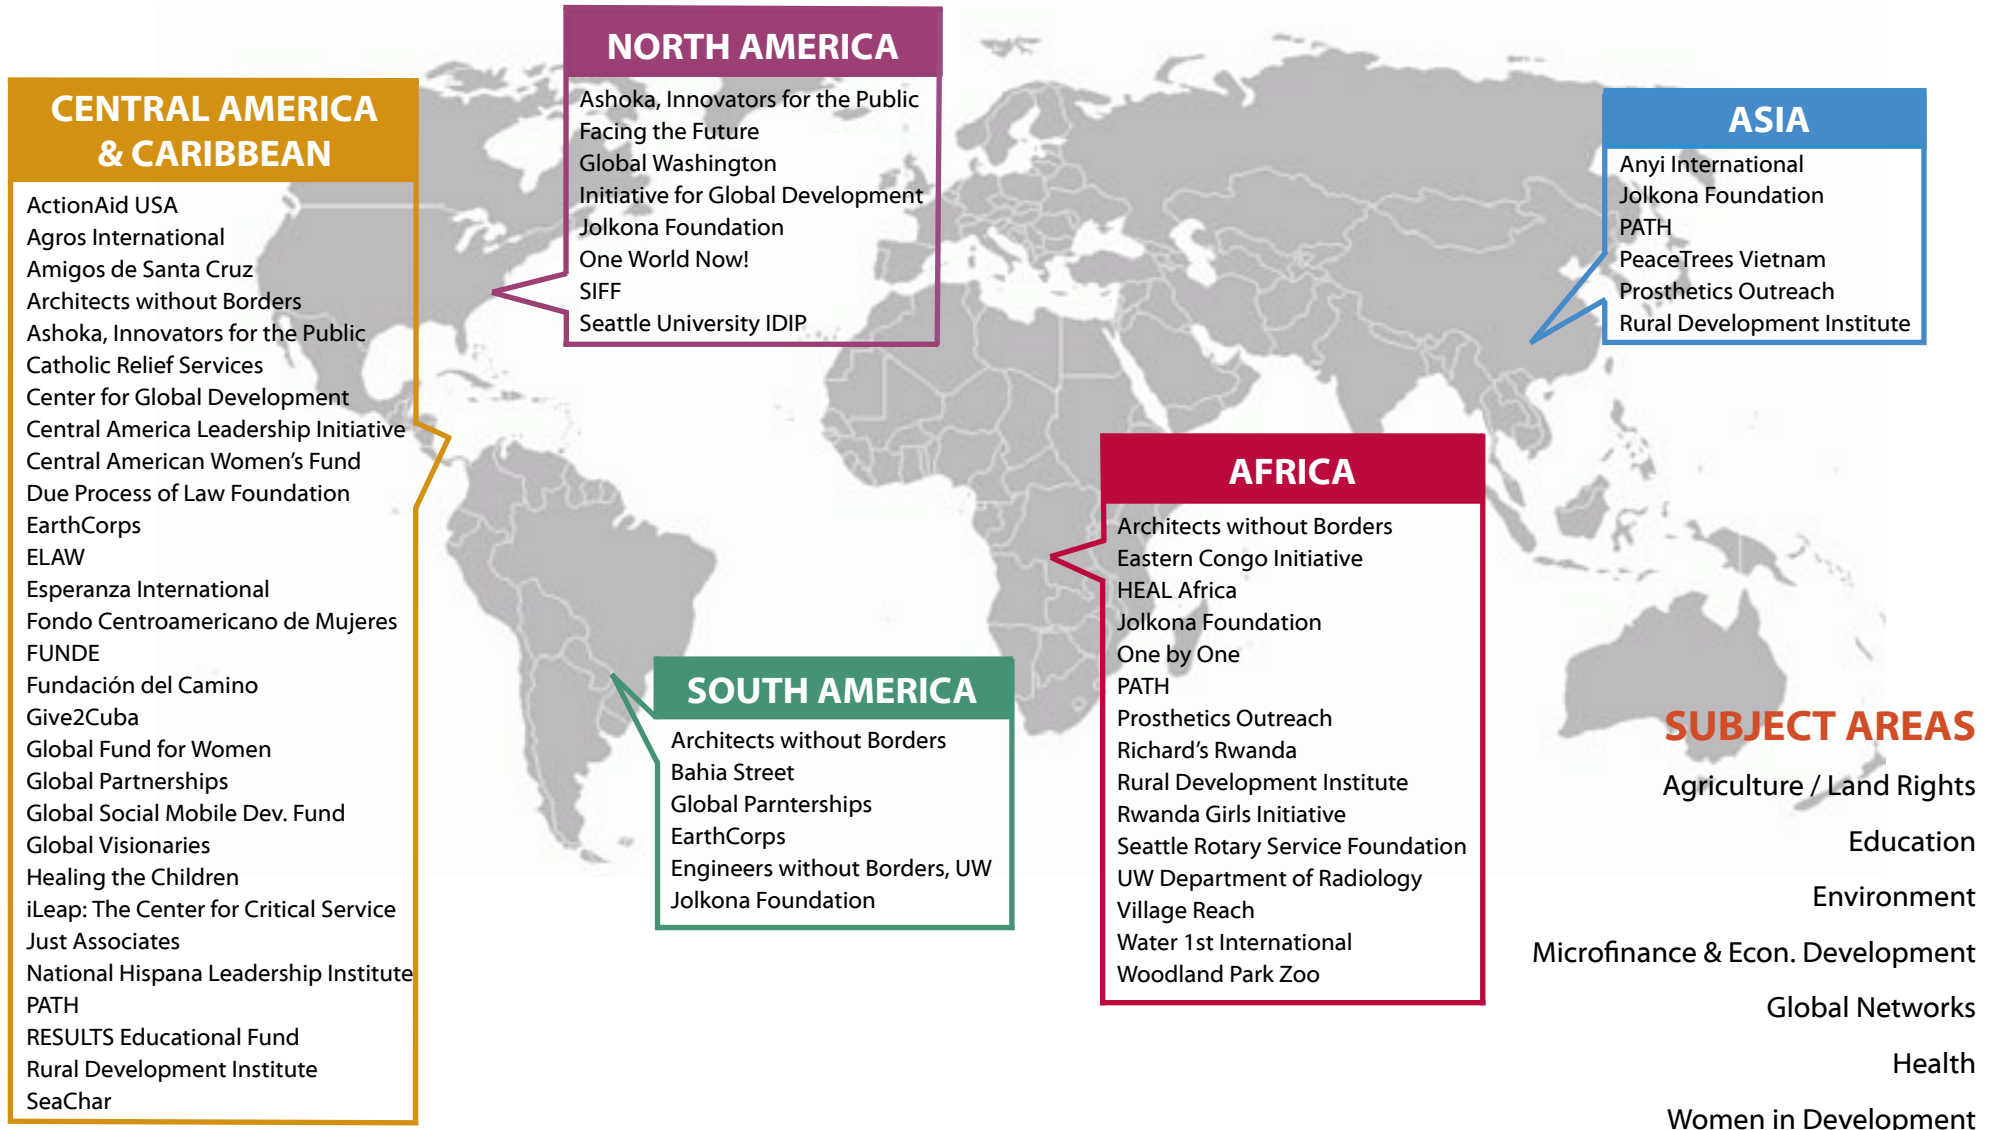 CENTRAL AMERICA
& CARIBBEAN
ActionAid USA
Agros International
Amigos de Santa Cruz
Architects without Borders
Ashoka, Innovators for the Public
Catholic Relief Services
Center for Global Development
Central America Leadership Initiative
Central American Women's Fund
Due Process of Law Foundation
EarthCorps
ELAW
Esperanza International
Fondo Centroamericano de Mujeres
FUNDE
Fundación del Camino
Give2Cuba
Global Fund for Women
Global Partnerships
Global Social Mobile Dev. Fund
Global Visionaries
Healing the Children
iLeap: The Center for Critical Service
Just Associates
National Hispana Leadership Institute
PATH
RESULTS Educational Fund
Rural Development Institute
SeaChar
NORTH AMERICA
Ashoka, Innovators for the Public
Facing the Future
Global Washington
Initiative for Global Development
Jolkona Foundation
One World Now!
SIFF
Seattle University IDIP
SOUTH AMERICA
Architects without Borders
Bahia Street
Global Parnterships
EarthCorps
Engineers without Borders, UW
Jolkona Foundation
AFRICA
Architects without Borders
Eastern Congo Initiative
HEAL Africa
Jolkona Foundation
One by One
PATH
Prosthetics Outreach
Richard's Rwanda
Rural Development Institute
Rwanda Girls Initiative
Seattle Rotary Service Foundation
UW Department of Radiology
Village Reach
Water 1st International
Woodland Park Zoo
ASIA
Anyi International
Jolkona Foundation
PATH
PeaceTrees Vietnam
Prosthetics Outreach
Rural Development Institute
SUBJECT AREAS
Agriculture / Land Rights
Education
Environment
Microfinance & Econ. Development
Global Networks
Health
Women in Development